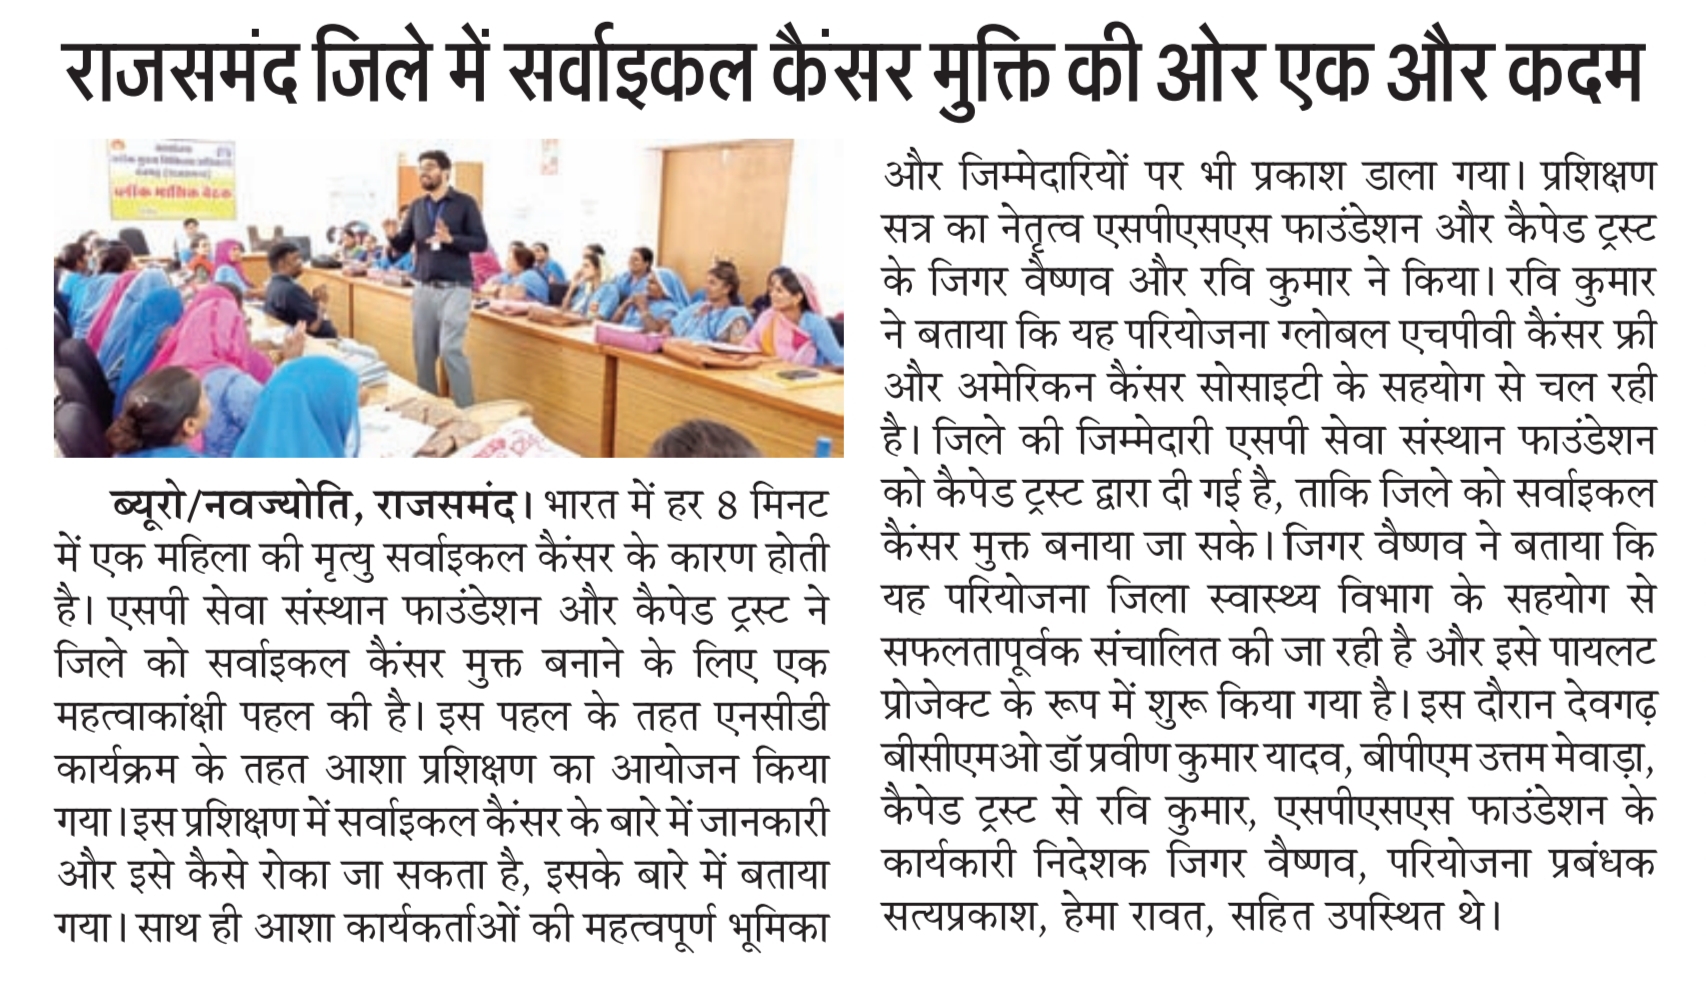 राजसमंद जिले में सर्वाइकल कैंसर मुक्ति की ओर एक और कदम
कार्यालय
ब्लॉक मुख्य चिकित्सा अधिकारी
ब्लॉक मासिक बैठक
ब्यूरो/नवज्योति, राजसमंद। भारत में हर 8 मिनट
में एक महिला की मृत्यु सर्वाइकल कैंसर के कारण होती
है। एसपी सेवा संस्थान फाउंडेशन और कैपेड ट्रस्ट ने
जिले को सर्वाइकल कैंसर मुक्त बनाने के लिए एक
महत्वाकांक्षी पहल की है। इस पहल के तहत एनसीडी
कार्यक्रम के तहत आशा प्रशिक्षण का आयोजन किया
गया। इस प्रशिक्षण में सर्वाइकल कैंसर के बारे में जानकारी
और इसे कैसे रोका जा सकता है, इसके बारे में बताया
गया। साथ ही आशा कार्यकर्ताओं की महत्वपूर्ण भूमिका
और जिम्मेदारियों पर भी प्रकाश डाला गया। प्रशिक्षण
सत्र का नेतृत्व एसपीएसएस फाउंडेशन और कैपेड ट्रस्ट
के जिगर वैष्णव और रवि कुमार ने किया। रवि कुमार
ने बताया कि यह परियोजना ग्लोबल एचपीवी कैंसर फ्री
और अमेरिकन कैंसर सोसाइटी के सहयोग से चल रही
है। जिले की जिम्मेदारी एसपी सेवा संस्थान फाउंडेशन
को कैपेड ट्रस्ट द्वारा दी गई है, ताकि जिले को सर्वाइकल
कैंसर मुक्त बनाया जा सके। जिगर वैष्णव ने बताया कि
यह परियोजना जिला स्वास्थ्य विभाग के सहयोग से
सफलतापूर्वक संचालित की जा रही है और इसे पायलट
प्रोजेक्ट के रूप में शुरू किया गया है। इस दौरान देवगढ़
बीसीएमओ डॉ प्रवीण कुमार यादव, बीपीएम उत्तम मेवाड़ा,
कैपेड ट्रस्ट से रवि कुमार, एसपीएसएस फाउंडेशन के
कार्यकारी निदेशक जिगर वैष्णव, परियोजना प्रबंधक
सत्यप्रकाश, हेमा रावत, सहित उपस्थित थे।